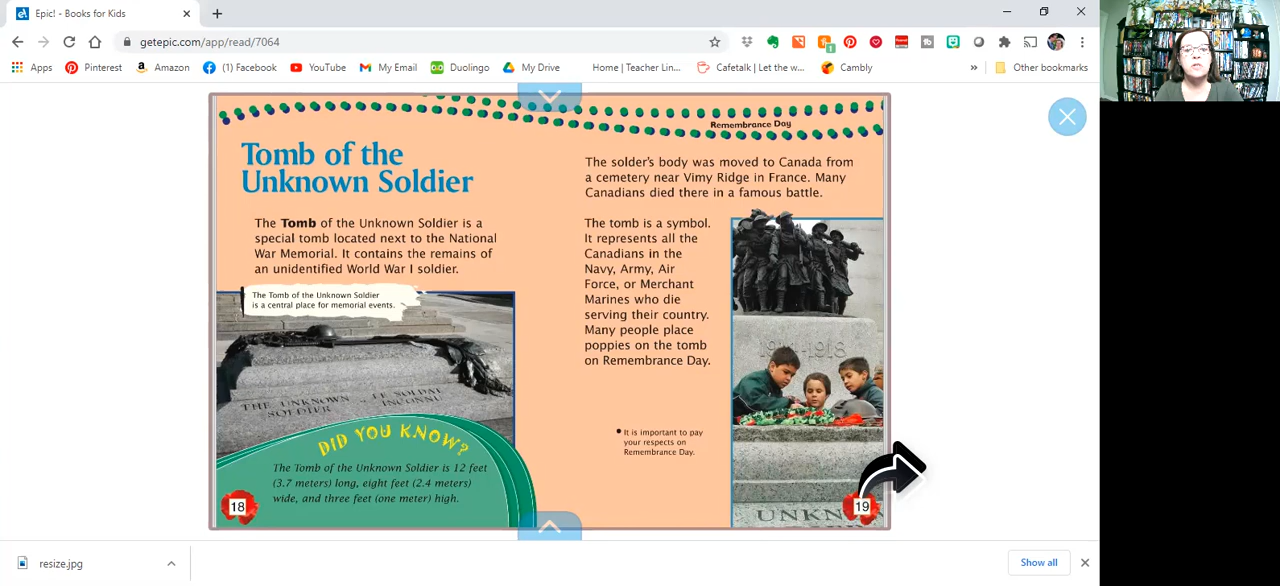 Epic! - Books for Kids
getepic.com/app/read/7064
Apps Pinterest Amazon (1) Facebook YouTube My Email Duolingo My Drive Home | Teacher Lin... Cafetalk | Let the w... Cambly » Other bookmarks
Remembrance Day
Tomb of the
Unknown Soldier
The Tomb of the Unknown Soldier is a
special tomb located next to the National
War Memorial. It contains the remains of
an unidentified World War I soldier.
The Tomb of the Unknown Soldier
is a central place for memorial events.
THE UNKNOWN
SOLDIER
LE SOLDAT
INCONNU
DID YOU KNOW?
The Tomb of the Unknown Soldier is 12 feet
(3.7 meters) long, eight feet (2.4 meters)
wide, and three feet (one meter) high.
18
The solder's body was moved to Canada from
a cemetery near Vimy Ridge in France. Many
Canadians died there in a famous battle.
The tomb is a symbol.
It represents all the
Canadians in the
Navy, Army, Air
Force, or Merchant
Marines who die
serving their country.
Many people place
poppies on the tomb
on Remembrance Day.
1914-1918
It is important to pay
your respects on
Remembrance Day.
19
UNKN
resize.jpg
Show all